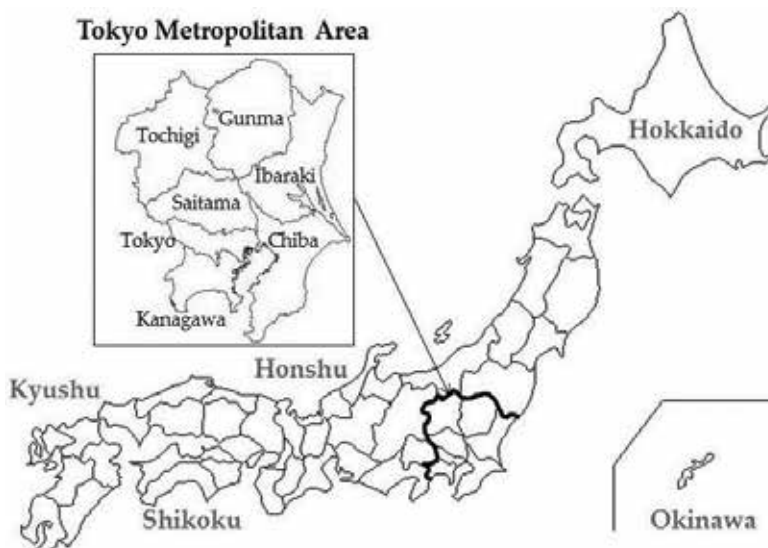 Tokyo Metropolitan Area
Gunma
Tochigi
Ibaraki
Saitama
Tokyo
Chiba
Kanagawa
Hokkaido
Honshu
Kyushu
Shikoku
Okinawa